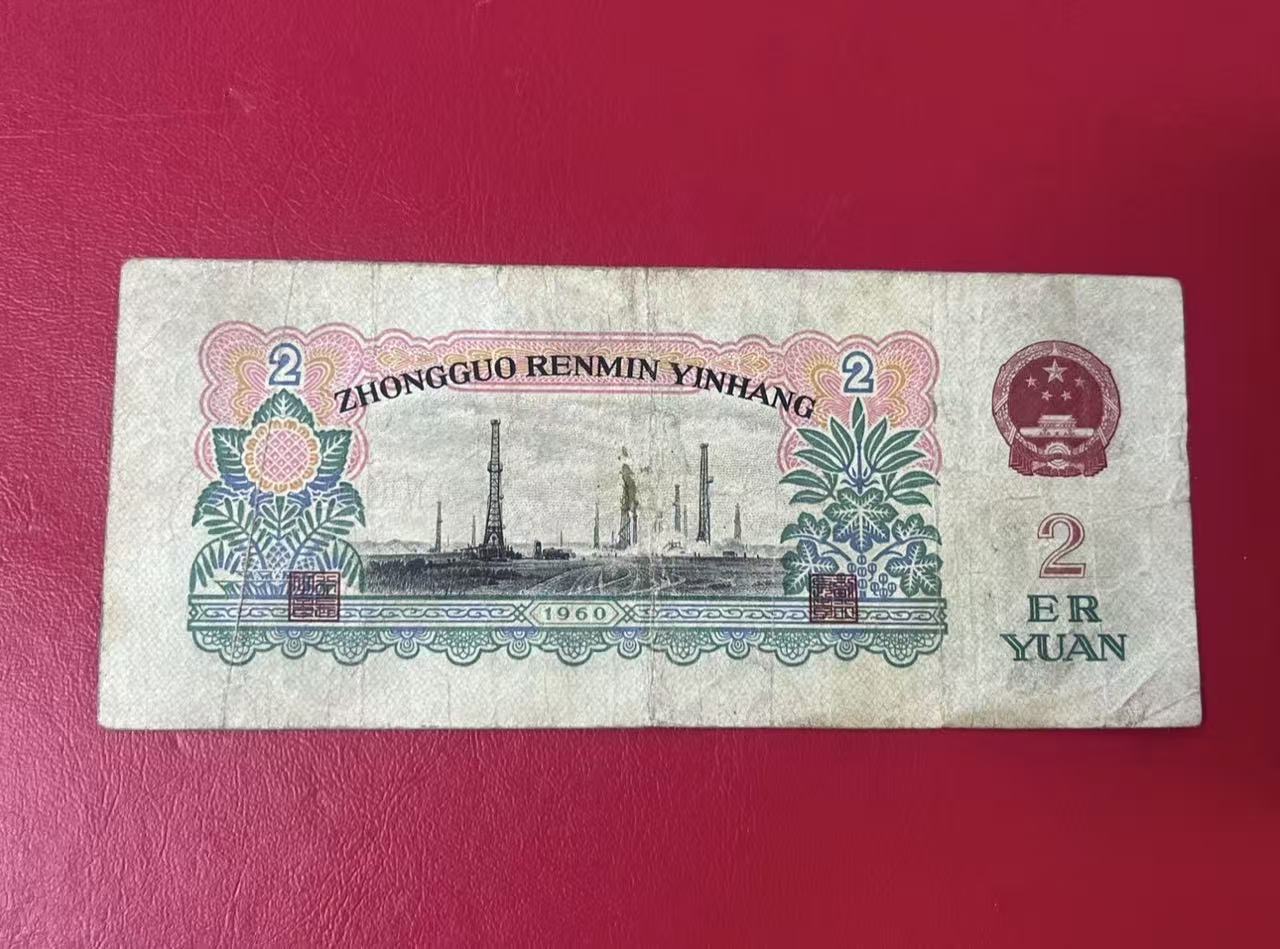 2
2
ZHONGGUO RENMIN YINHANG
1960
2
ER
YUAN